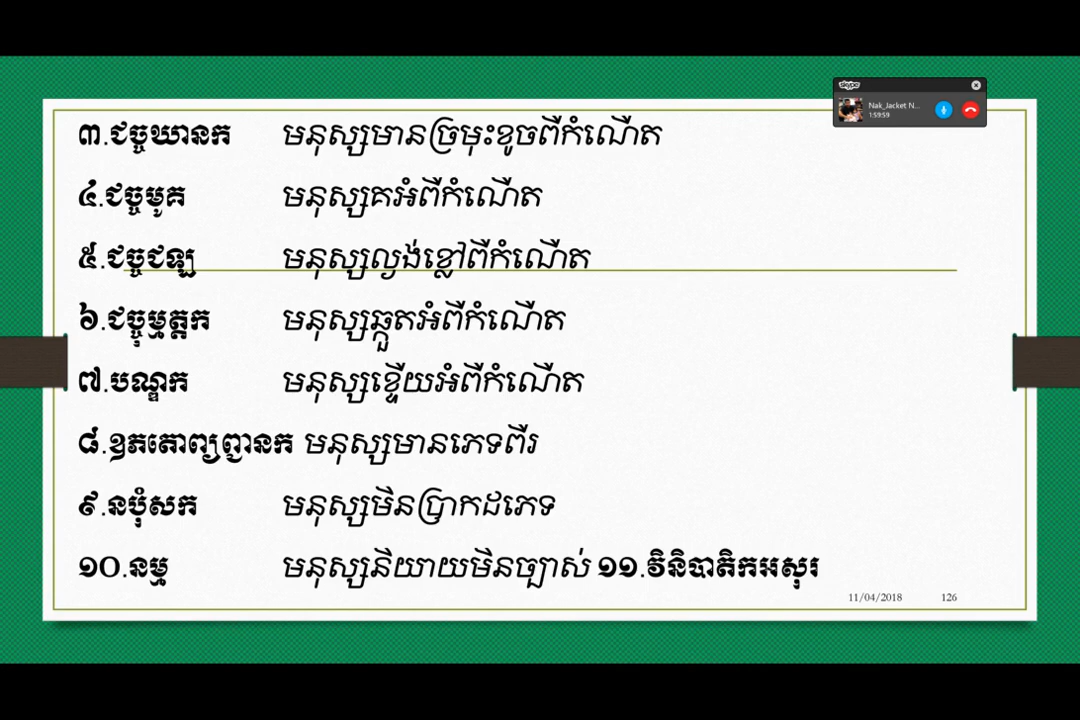 skype
Nak_Jacket N...
1:59:59
៣.ជច្ចឃានក មនុស្សមានច្រមុះខូចពីកំណើត
៤.ជច្ចមូគ មនុស្សគអំពីកំណើត
៥.ជច្ចជឡ មនុស្សល្ងង់ខ្លៅពីកំណើត
៦.ជច្ចុម្មត្តក មនុស្សឆ្កួតអំពីកំណើត
៧.បណ្ឌក មនុស្សខ្ទើយអំពីកំណើត
៨.ឧភតោព្យព្ជានក មនុស្សមានភេទពីរ
៩.នបុំសក មនុស្សមិនប្រាកដភេទ
១០.នម្ម មនុស្សនិយាយមិនច្បាស់ ១១.វិនិបាតិកអសុរ
11/04/2018 126